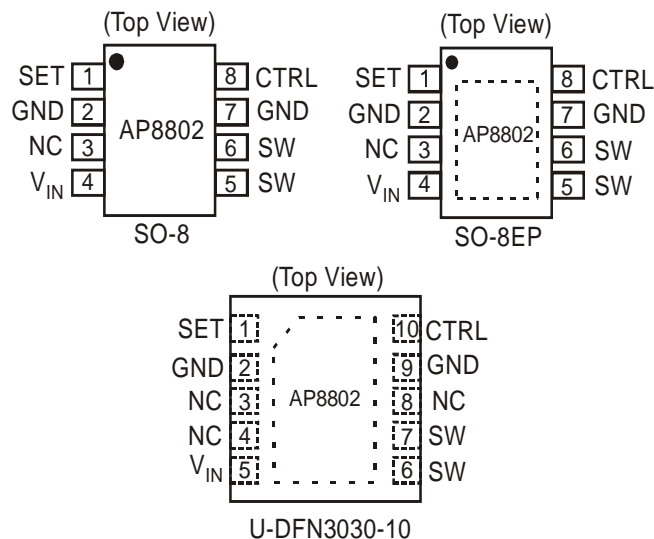 (Top View)
SET 1 8 CTRL
GND 2 7 GND
NC 3 AP8802 6 SW
VIN 4 5 SW
SO-8
(Top View)
SET 1 8 CTRL
GND 2 7 GND
NC 3 AP8802 6 SW
VIN 4 5 SW
SO-8EP
(Top View)
SET 1 10 CTRL
GND 2 9 GND
NC 3 AP8802 8 NC
NC 4 7 SW
VIN 5 6 SW
U-DFN3030-10